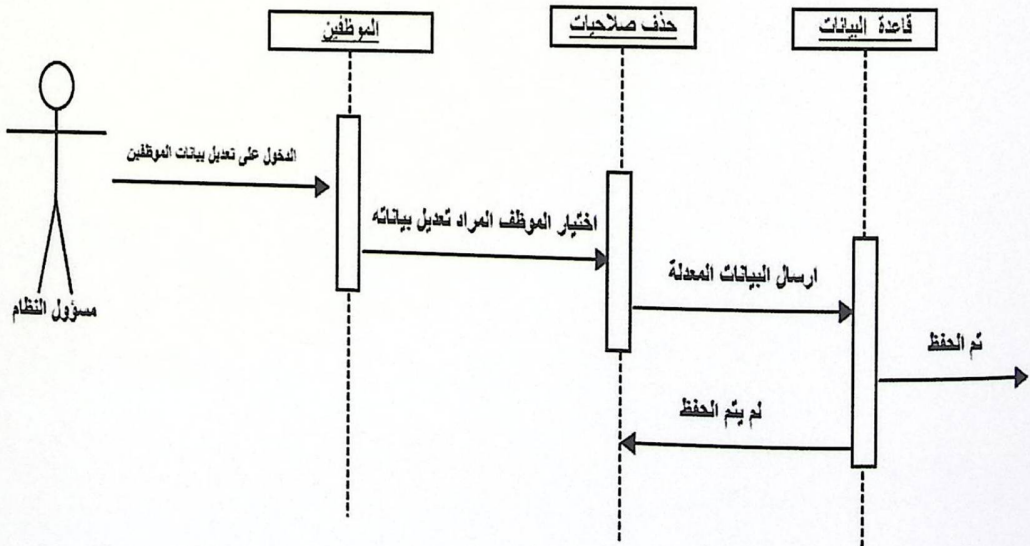 الموظفين
حذف صلاحيات
قاعدة البيانات
الدخول على تعديل بيانات الموظفين
اختيار الموظف المراد تعديل بياناته
ارسال البيانات المعدلة
تم الحفظ
لم يتم الحفظ
مسؤول النظام